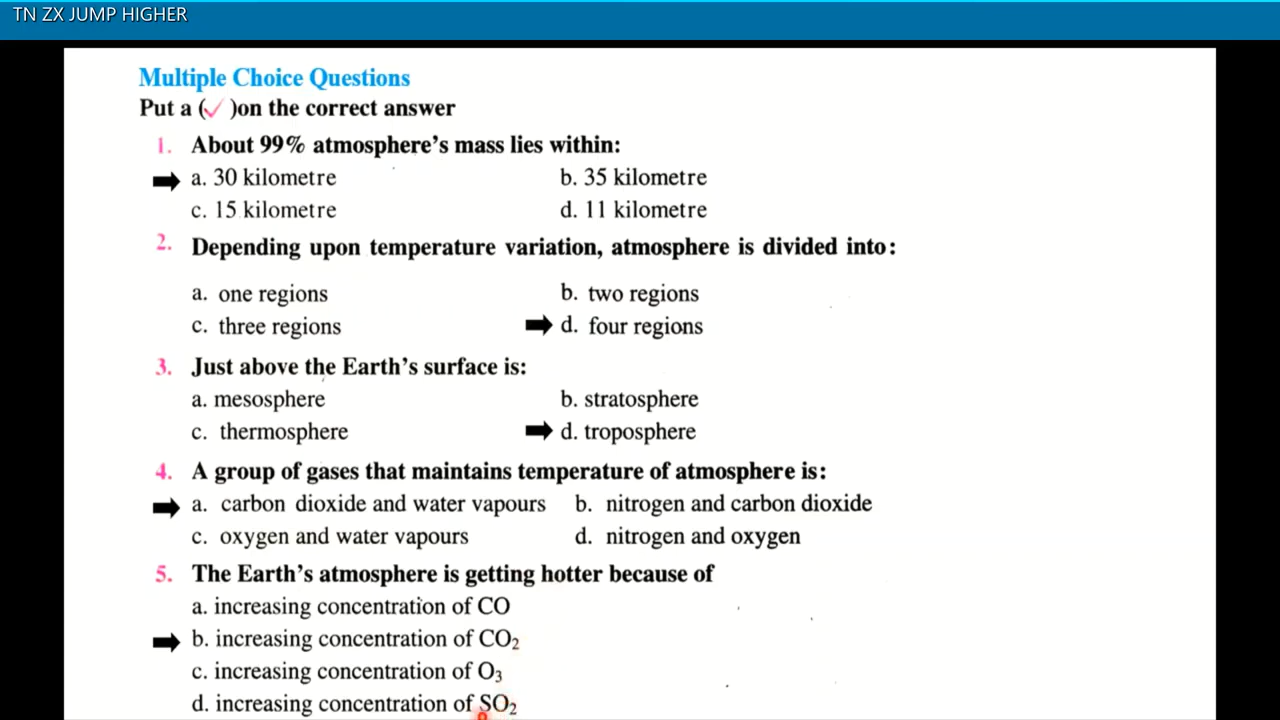 TN ZX JUMP HIGHER
Multiple Choice Questions
Put a (✓ )on the correct answer
1. About 99% atmosphere's mass lies within:
a. 30 kilometre b. 35 kilometre
c. 15 kilometre d. 11 kilometre
2. Depending upon temperature variation, atmosphere is divided into:
a. one regions b. two regions
c. three regions d. four regions
3. Just above the Earth's surface is:
a. mesosphere b. stratosphere
c. thermosphere d. troposphere
4. A group of gases that maintains temperature of atmosphere is:
a. carbon dioxide and water vapours b. nitrogen and carbon dioxide
c. oxygen and water vapours d. nitrogen and oxygen
5. The Earth's atmosphere is getting hotter because of
a. increasing concentration of CO
b. increasing concentration of CO₂
c. increasing concentration of O₃
d. increasing concentration of SO₂